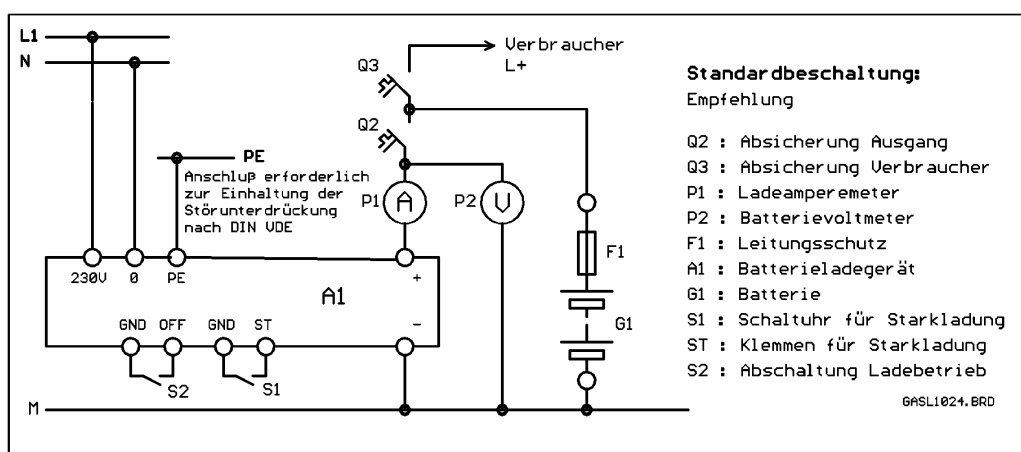 L1
N
PE
Anschluß erforderlich
zur Einhaltung der
Störunterdrückung
nach DIN VDE
Q3
Verbraucher
L+
Q2
P1
A
P2
V
F1
G1
230V
0
PE
+
A1
-
GND
OFF
GND
ST
S2
S1
M
Standardbeschaltung:
Empfehlung
Q2 : Absicherung Ausgang
Q3 : Absicherung Verbraucher
P1 : Ladeamperemeter
P2 : Batterievoltmeter
F1 : Leitungsschutz
A1 : Batterieladegerät
G1 : Batterie
S1 : Schaltuhr für Starkladung
ST : Klemmen für Starkladung
S2 : Abschaltung Ladebetrieb
GASL1024.BRD